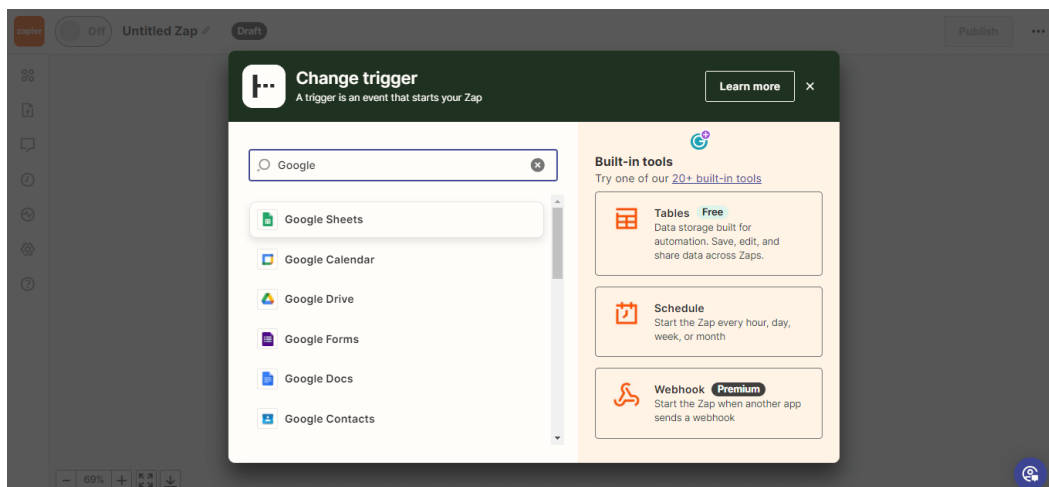 zapier
Off
Untitled Zap
Draft
Publish
Change trigger
A trigger is an event that starts your Zap
Learn more
Google
Google Sheets
Google Calendar
Google Drive
Google Forms
Google Docs
Google Contacts
Built-in tools
Try one of our 20+ built-in tools
Tables Free
Data storage built for
automation. Save, edit, and
share data across Zaps.
Schedule
Start the Zap every hour, day,
week, or month
Webhook Premium
Start the Zap when another app
sends a webhook
69%